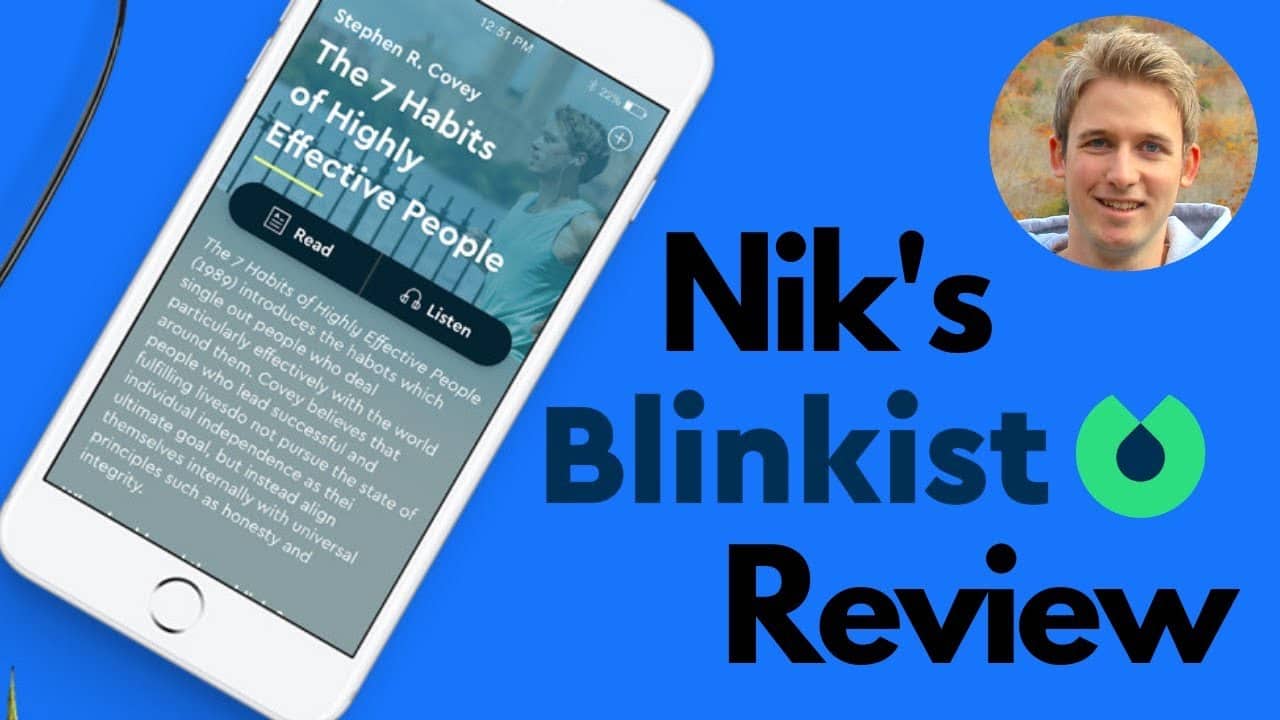 12:51 PM
22%
Stephen R. Covey
The 7 Habits
of Highly
Effective People
Read
Listen
The 7 Habits of Highly Effective People
(1989) introduces the habots which
single out people who deal
particularly effectively with the world
around them. Covey believes that
people who lead successful and
fulfilling livesdo not pursue the state of
individual independence as thei
ultimate goal, but instead align
themselves internally with universal
principles such as honesty and
integrity.
Nik's
Blinkist
Review